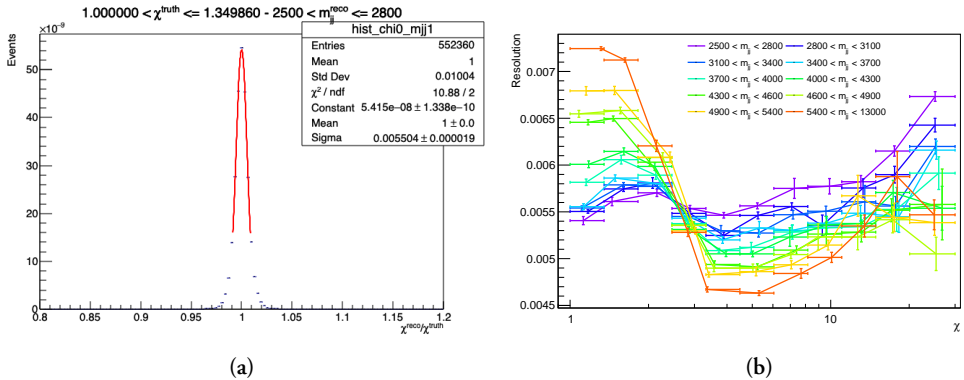 1.000000 < χ^truth <= 1.349860 - 2500 < m_jj^reco <= 2800
×10⁻⁹
Events
50
40
30
20
10
0
0.8 0.85 0.9 0.95 1 1.05 1.1 1.15 1.2
χ^reco/χ^truth
hist_chi0_mjj1
Entries 552360
Mean 1
Std Dev 0.01004
χ² / ndf 10.88 / 2
Constant 5.415e−08 ± 1.338e−10
Mean 1 ± 0.0
Sigma 0.005504 ± 0.000019
(a)
Resolution
0.007
0.0065
0.006
0.0055
0.005
0.0045
1 10 χ
2500 < m_jj < 2800 2800 < m_jj < 3100
3100 < m_jj < 3400 3400 < m_jj < 3700
3700 < m_jj < 4000 4000 < m_jj < 4300
4300 < m_jj < 4600 4600 < m_jj < 4900
4900 < m_jj < 5400 5400 < m_jj < 13000
(b)